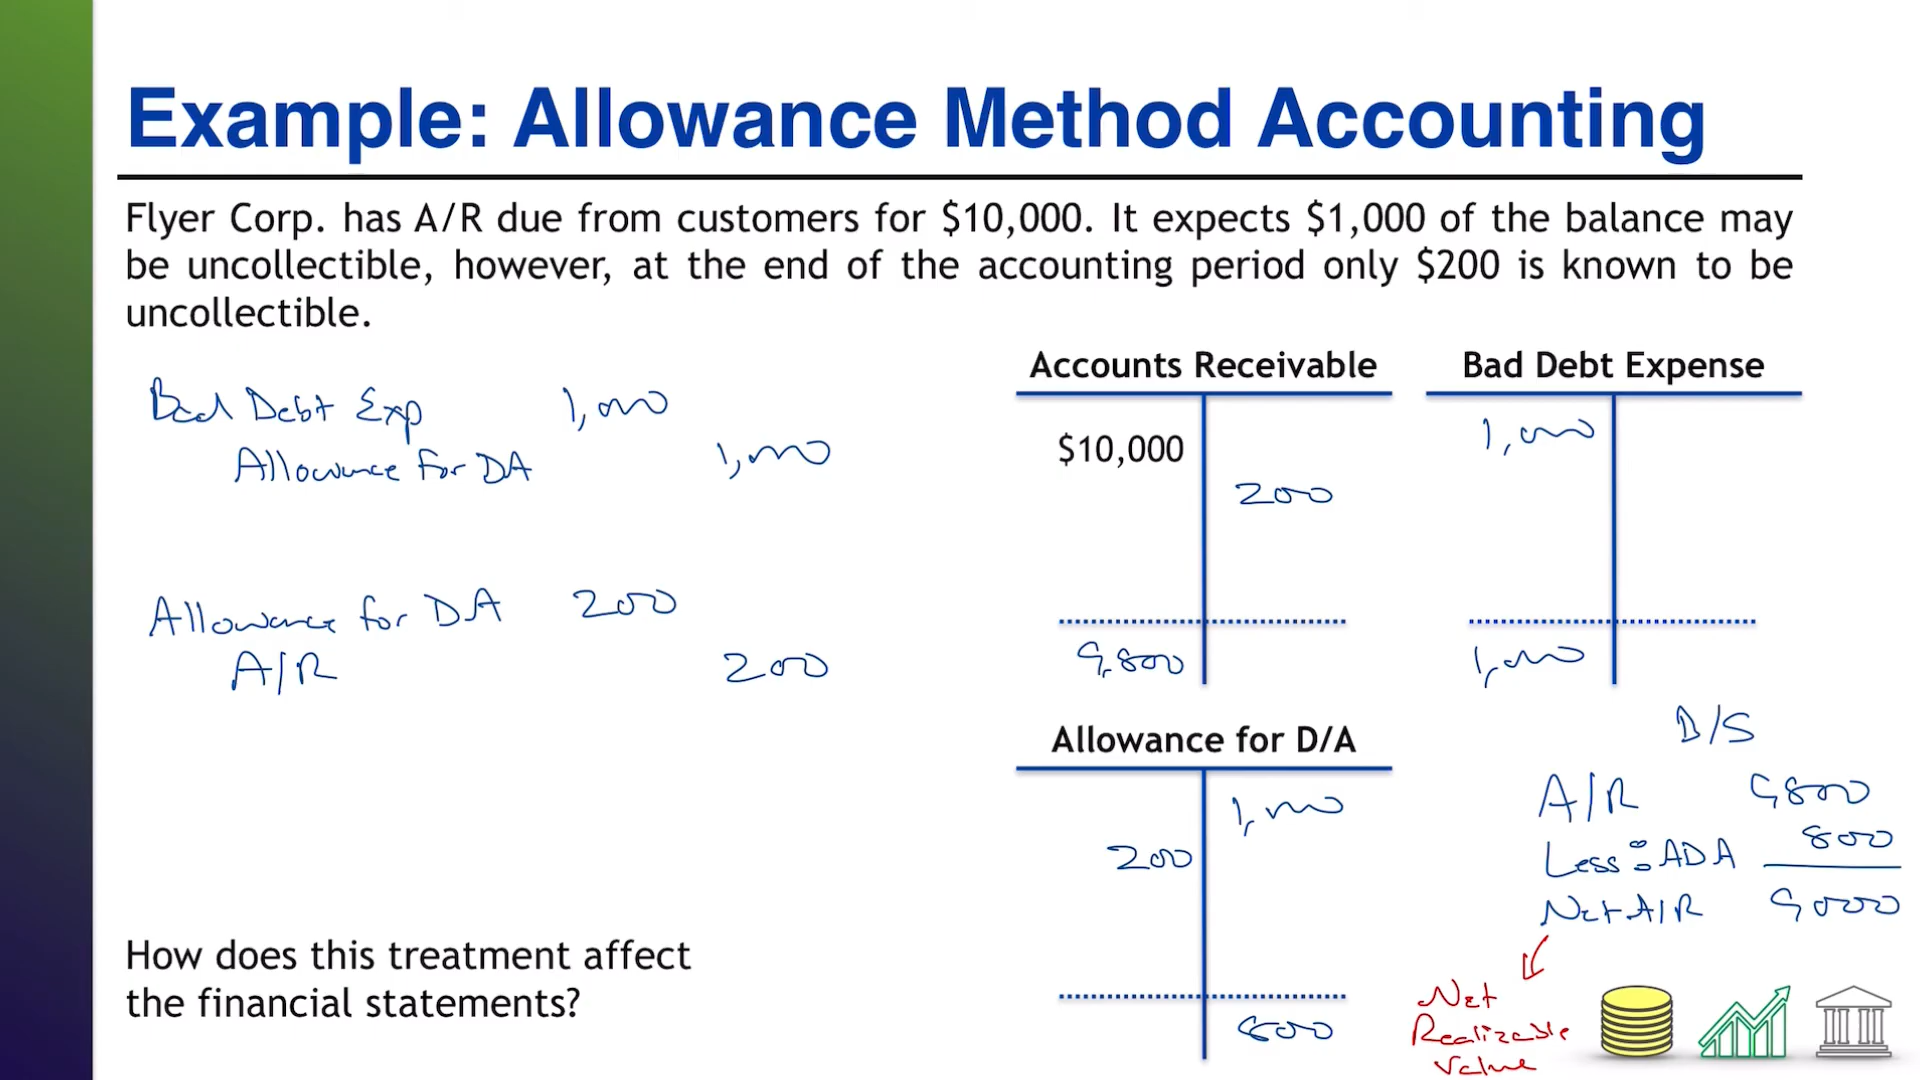 Example: Allowance Method Accounting
Flyer Corp. has A/R due from customers for $10,000. It expects $1,000 of the balance may
be uncollectible, however, at the end of the accounting period only $200 is known to be
uncollectible.
Bad Debt Exp 1,000
Allowance for DA 1,000
Allowance for DA 200
A/R 200
How does this treatment affect
the financial statements?
Accounts Receivable
$10,000
200
9,800
Bad Debt Expense
1,000
1,000
Allowance for D/A
1,000
200
800
B/S
A/R 9800
Less: ADA 800
Net A/R 9000
Net
Realizable
Value